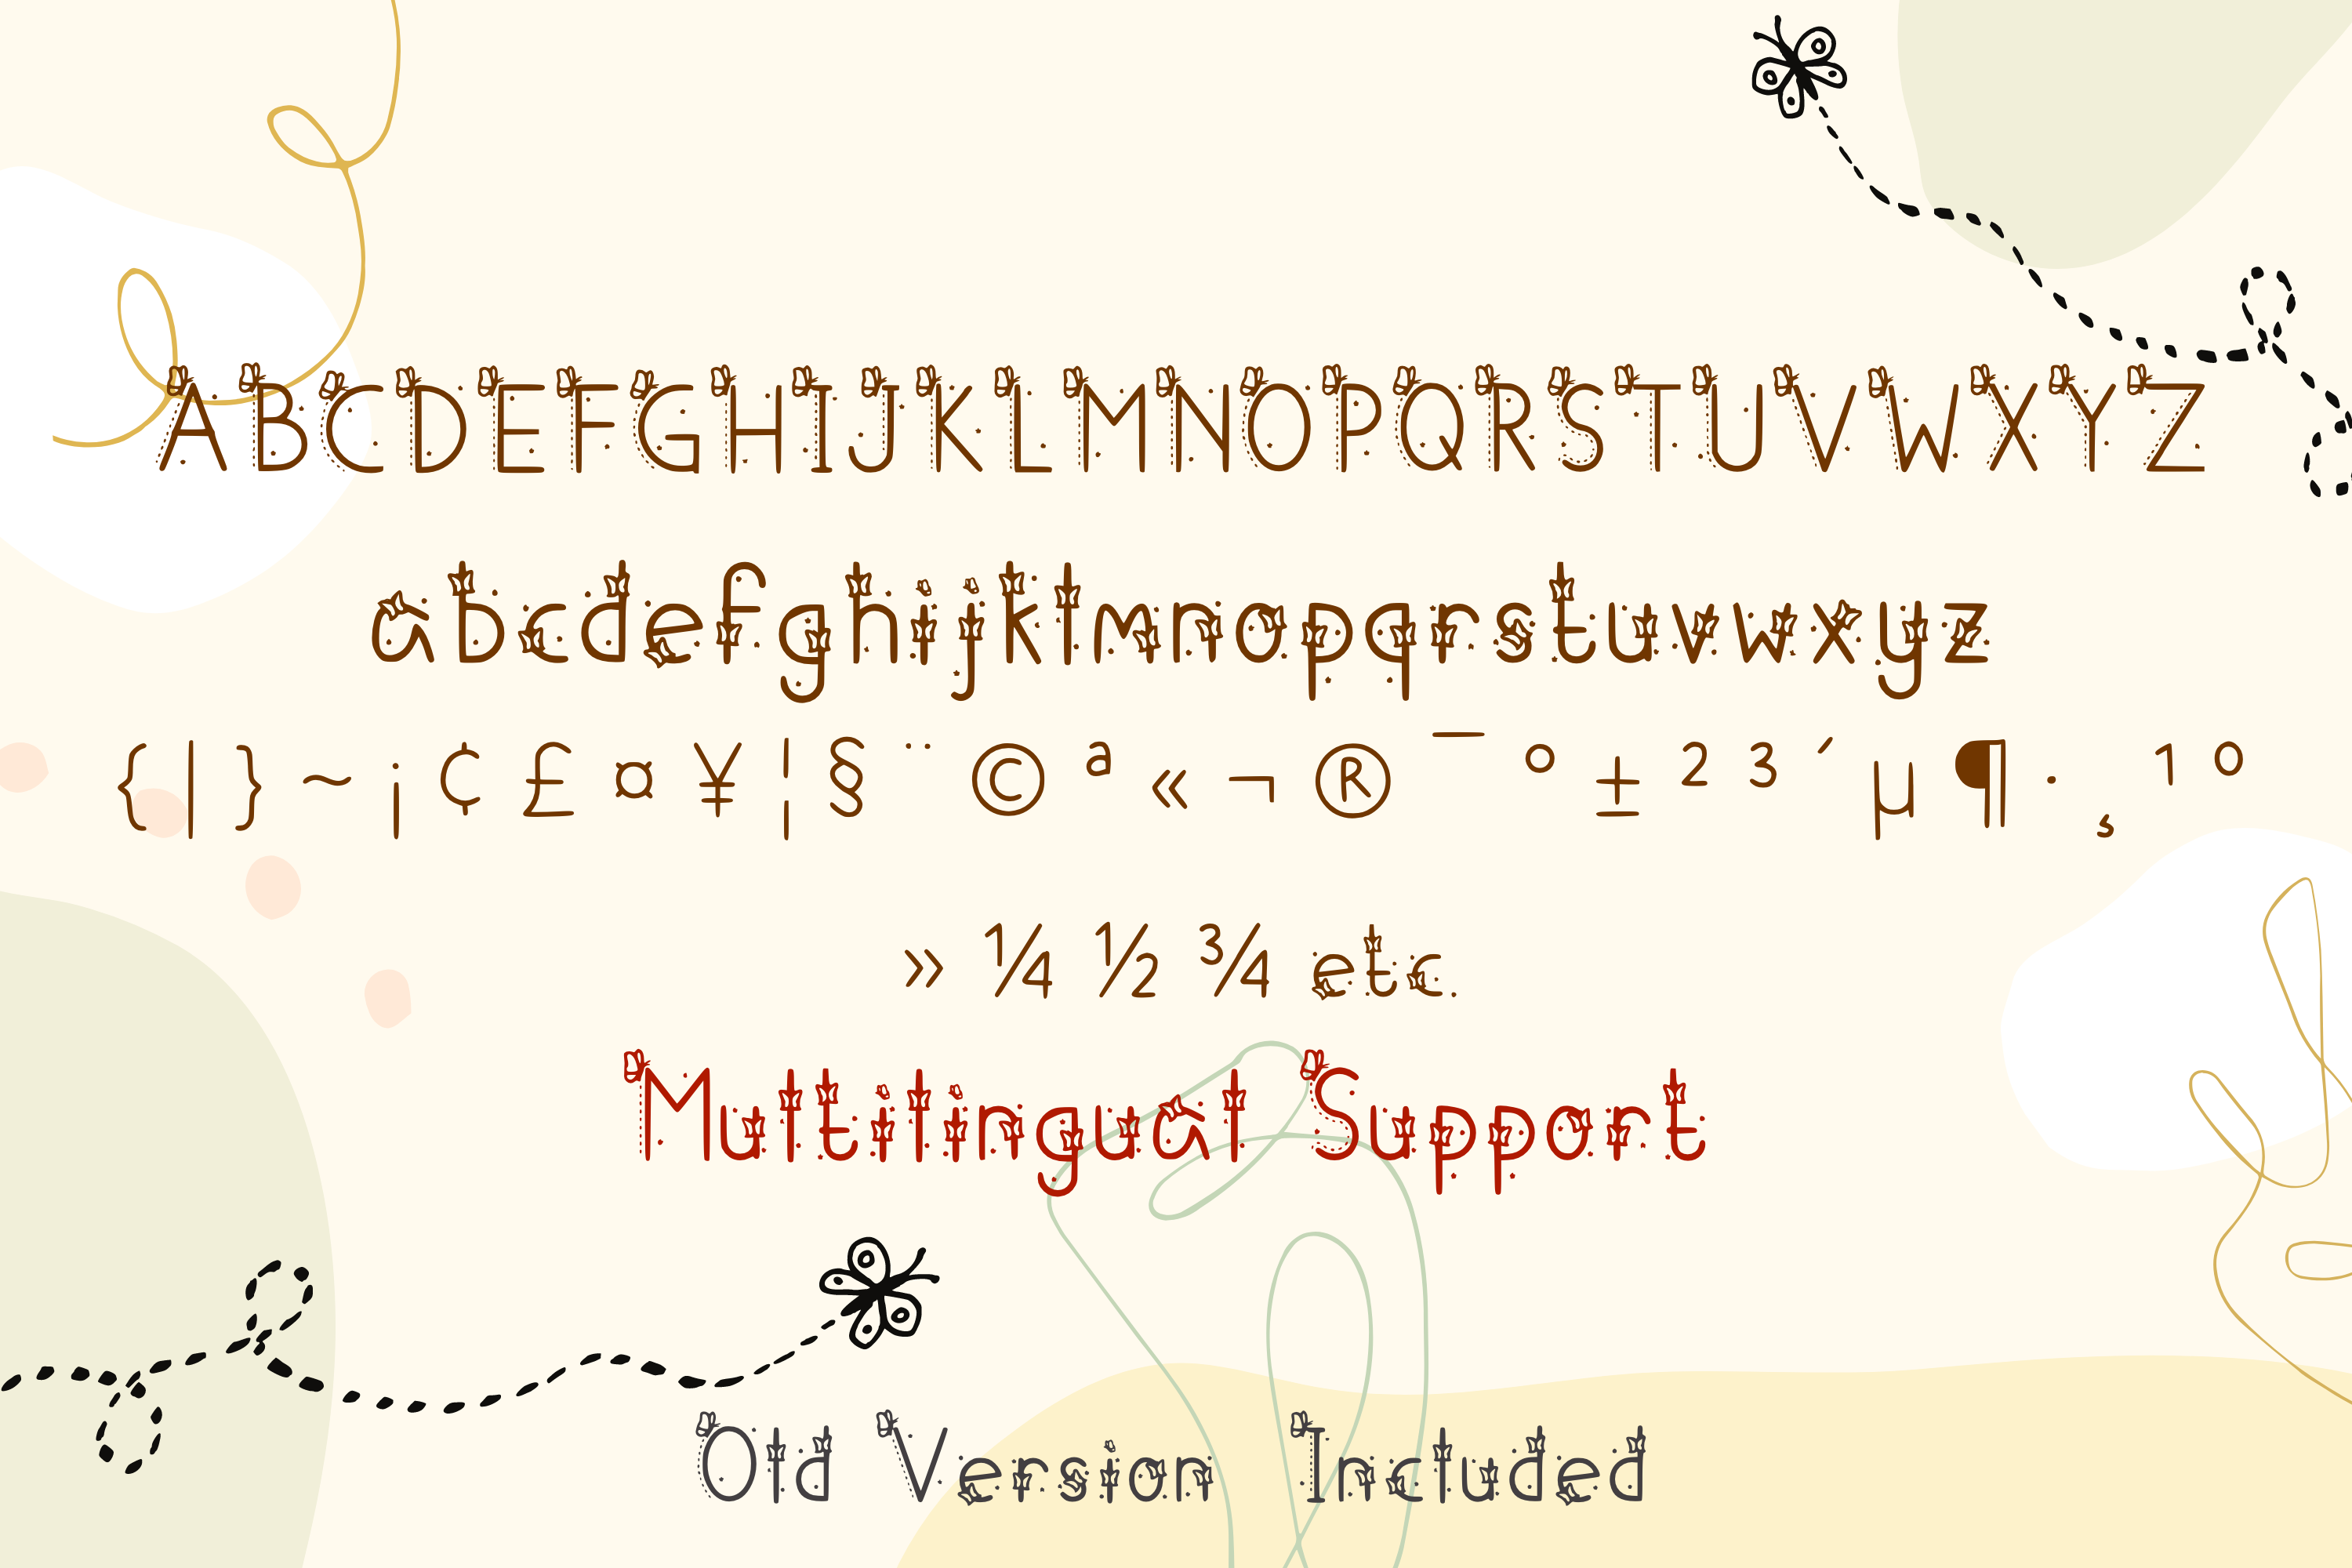 ABCDEFGHIJKLMNOPQRSTUVWXYZ
abcdefghijklmnopqrstuvwxyz
{ | } ~ ¡ ¢ £ ¤ ¥ ¦ § ¨ © ª « ¬ ® ¯ ° ± ² ³ ´ µ ¶ · ¸ ¹ º
» ¼ ½ ¾ etc.
Multilingual Support
Old Version Included